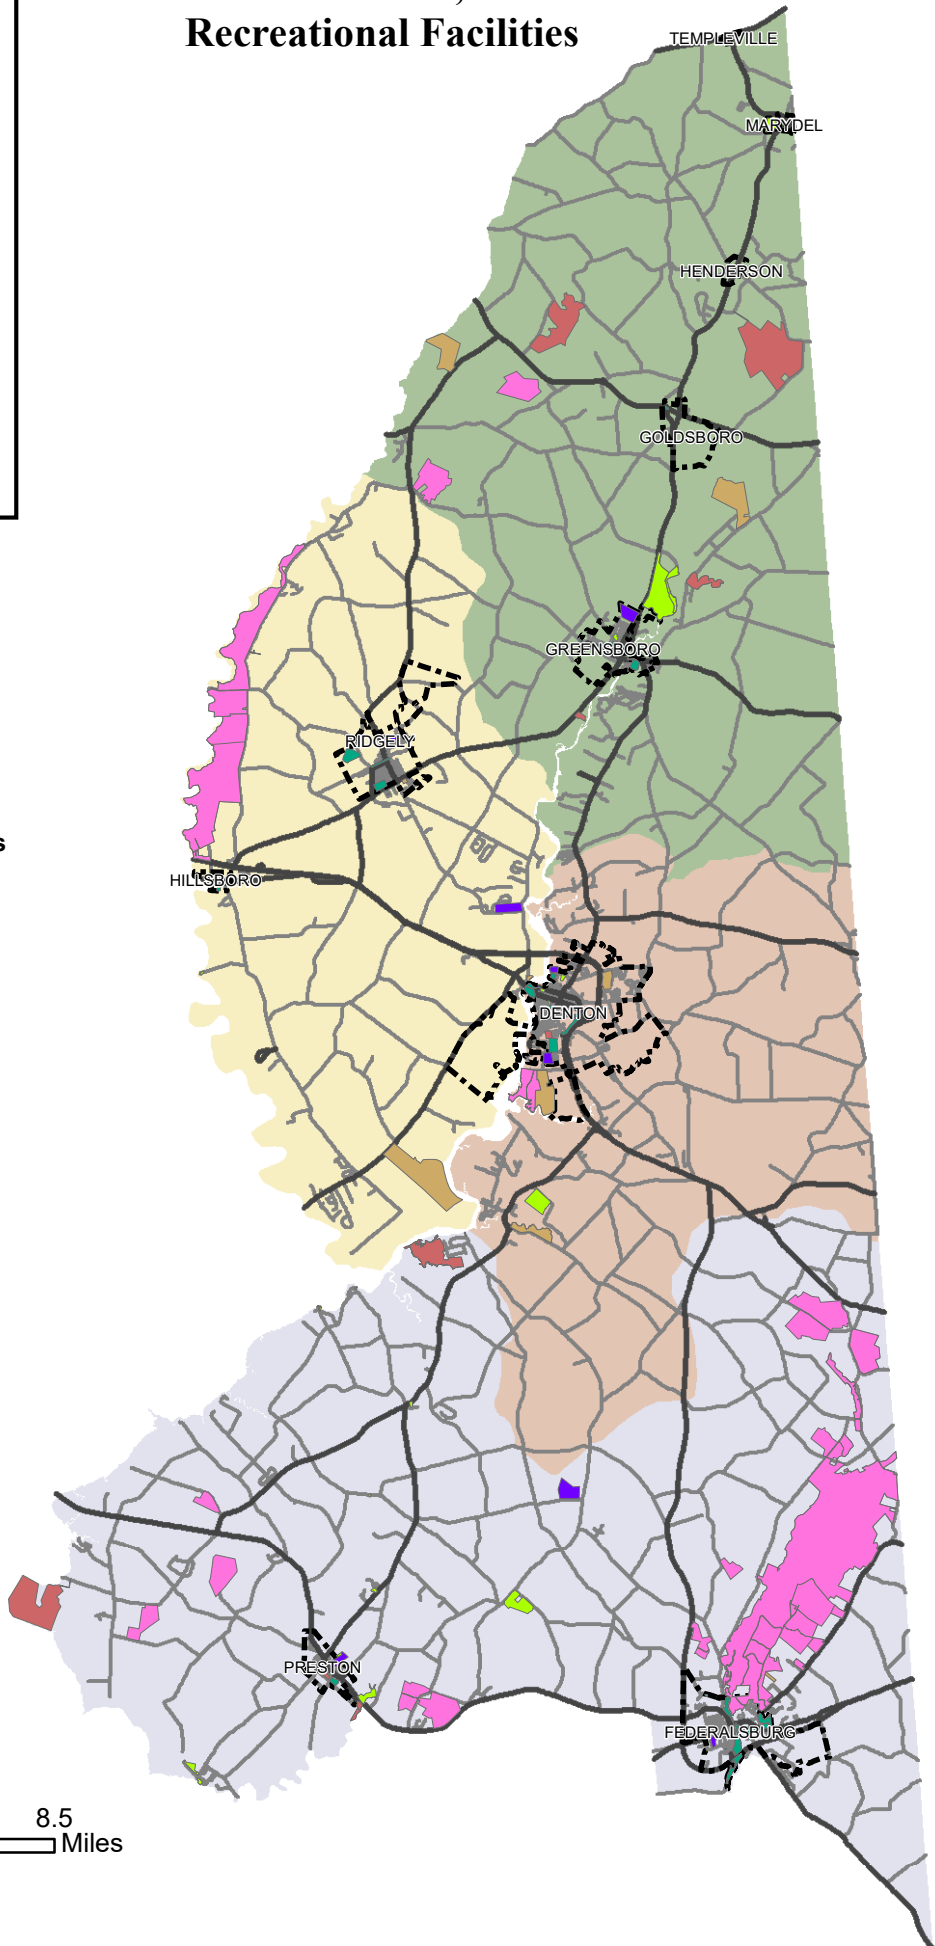 Recreational Facilities
TEMPLEVILLE
MARYDEL
HENDERSON
GOLDSBORO
GREENSBORO
RIDGELY
s
HILLSBORO
DENTON
PRESTON
FEDERALSBURG
8.5
Miles